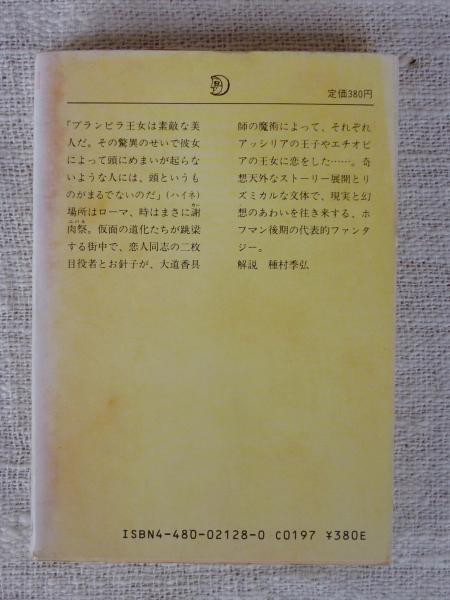 定価380円
「ブランビラ王女は素敵な美
人だ。その驚異のせいで彼女
によって頭にめまいが起らな
いような人には、頭というも
のがまるでないのだ」(ハイネ)
場所はローマ、時はまさに謝
肉祭。仮面の道化たちが跳梁
する街中で、恋人同志の二枚
目役者とお針子が、大道香具
師の魔術によって、それぞれ
アッシリアの王子やエチオピ
アの王女に恋をした……。奇
想天外なストーリー展開とリ
ズミカルな文体で、現実と幻
想のあわいを往き来する、ホ
フマン後期の代表的ファンタ
ジー。
解説 種村季弘
ISBN4-480-02128-0 C0197 ¥380E